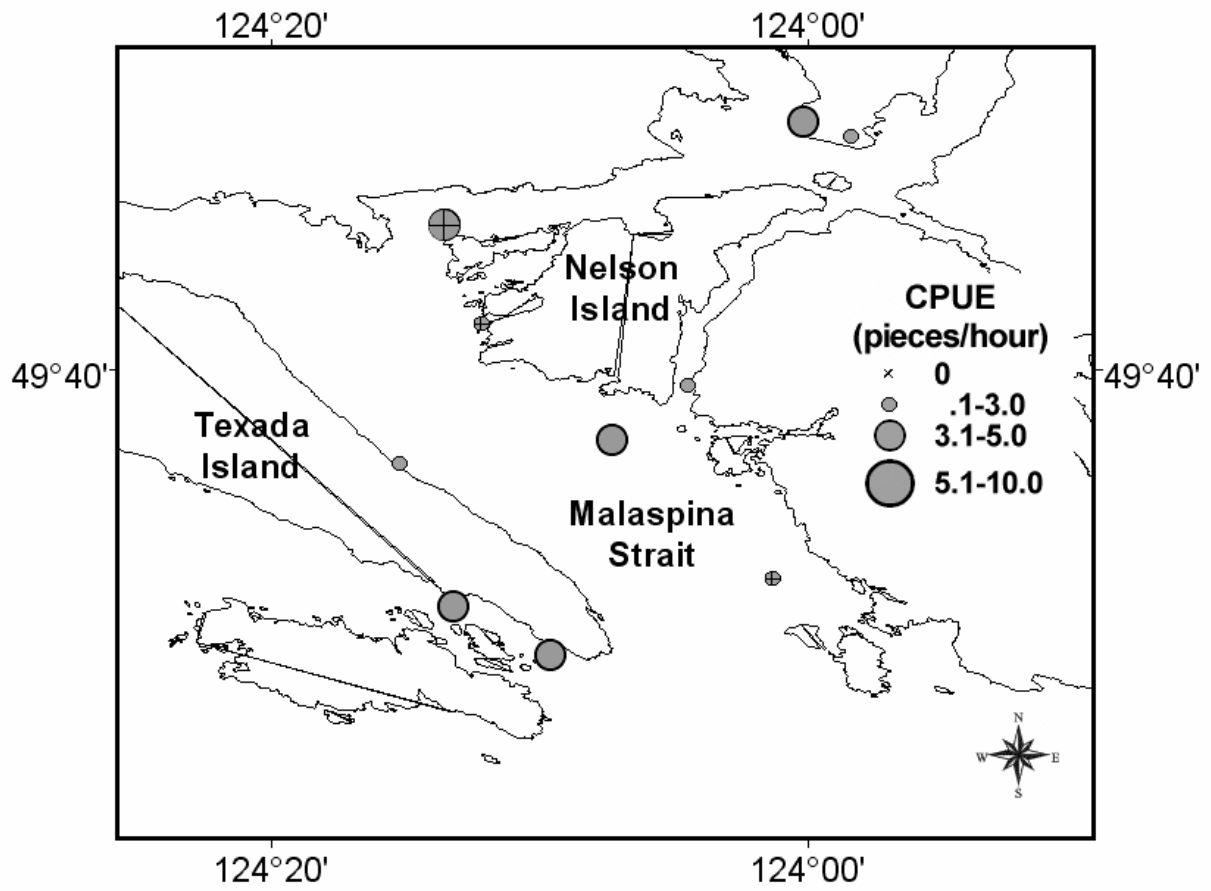 124°20' 124°00'
Nelson
Island
CPUE
(pieces/hour)
0
.1-3.0
3.1-5.0
5.1-10.0
49°40' 49°40'
Texada
Island
Malaspina
Strait
N
W E
S
124°20' 124°00'